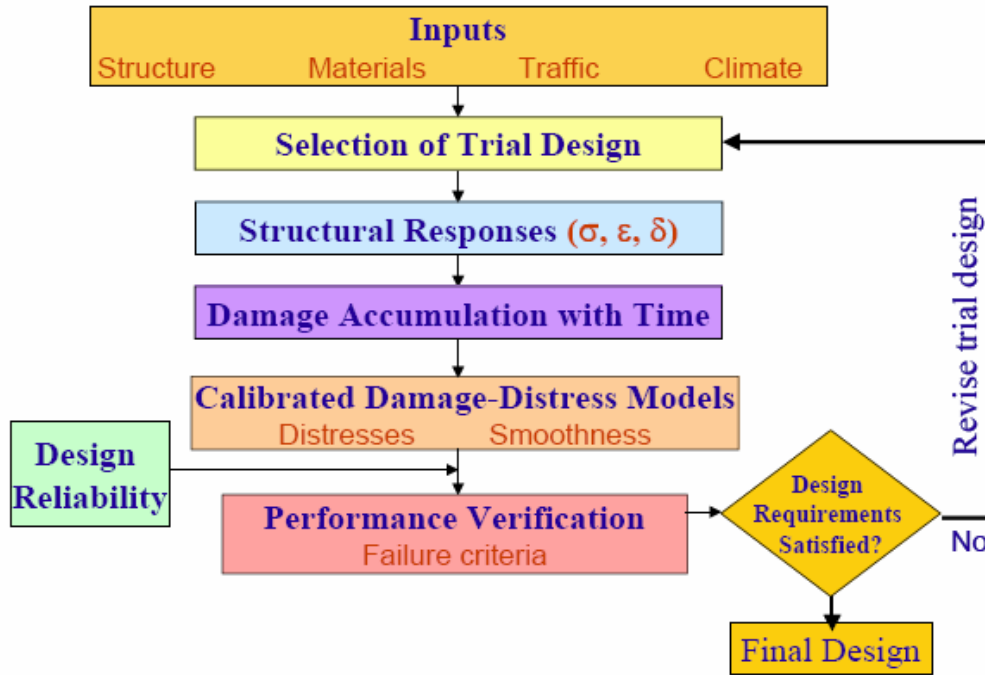 Inputs
Structure Materials Traffic Climate
Selection of Trial Design
Structural Responses (σ, ε, δ)
Damage Accumulation with Time
Calibrated Damage-Distress Models
Distresses Smoothness
Design
Reliability
Performance Verification
Failure criteria
Design
Requirements
Satisfied?
No
Revise trial design
Final Design